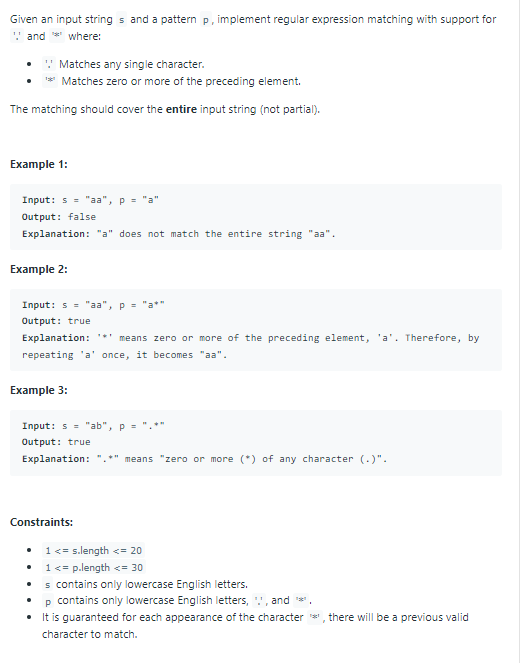 Given an input string s and a pattern p, implement regular expression matching with support for
'.' and '*' where:
• '.' Matches any single character.
• '*' Matches zero or more of the preceding element.
The matching should cover the entire input string (not partial).
Example 1:
Input: s = "aa", p = "a"
Output: false
Explanation: "a" does not match the entire string "aa".
Example 2:
Input: s = "aa", p = "a*"
Output: true
Explanation: '*' means zero or more of the preceding element, 'a'. Therefore, by
repeating 'a' once, it becomes "aa".
Example 3:
Input: s = "ab", p = ".*"
Output: true
Explanation: ".*" means "zero or more (*) of any character (.)".
Constraints:
• 1 <= s.length <= 20
• 1 <= p.length <= 30
• s contains only lowercase English letters.
• p contains only lowercase English letters, '.', and '*'.
• It is guaranteed for each appearance of the character '*', there will be a previous valid
character to match.